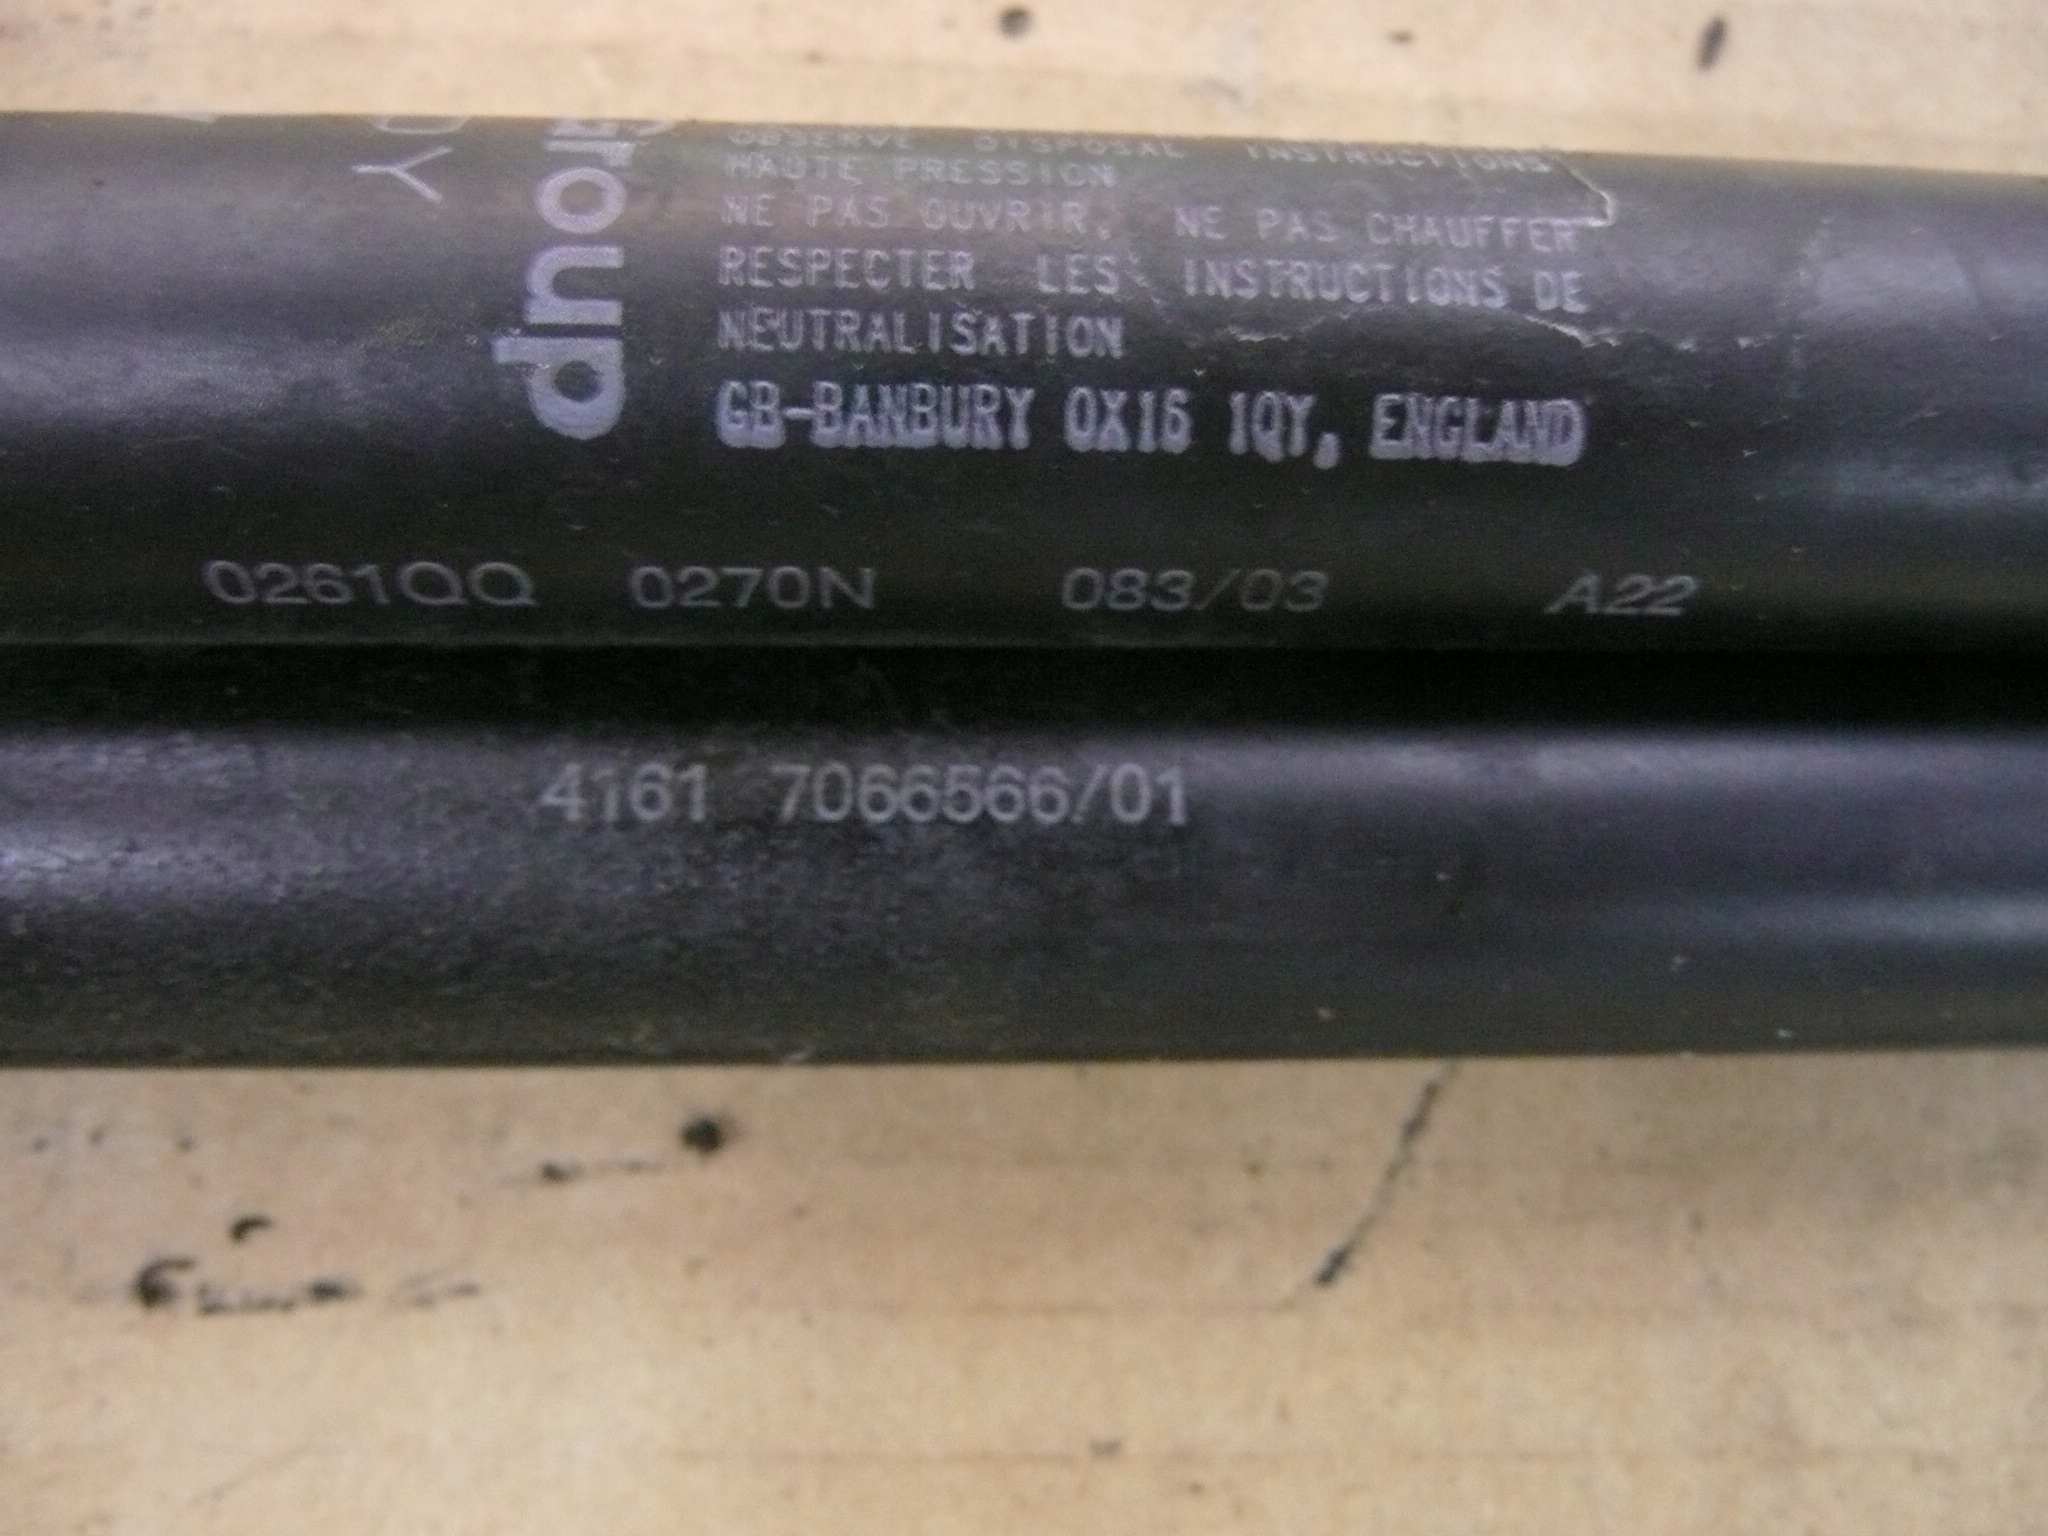 DY
Group
OBSERVE DISPOSAL INSTRUCTIONS
HAUTE PRESSION
NE PAS OUVRIR, NE PAS CHAUFFER
RESPECTER LES INSTRUCTIONS DE
NEUTRALISATION
GB-BANBURY OX16 1QY, ENGLAND
0261QQ 0270N 083/03 A22
4161 7066566/01